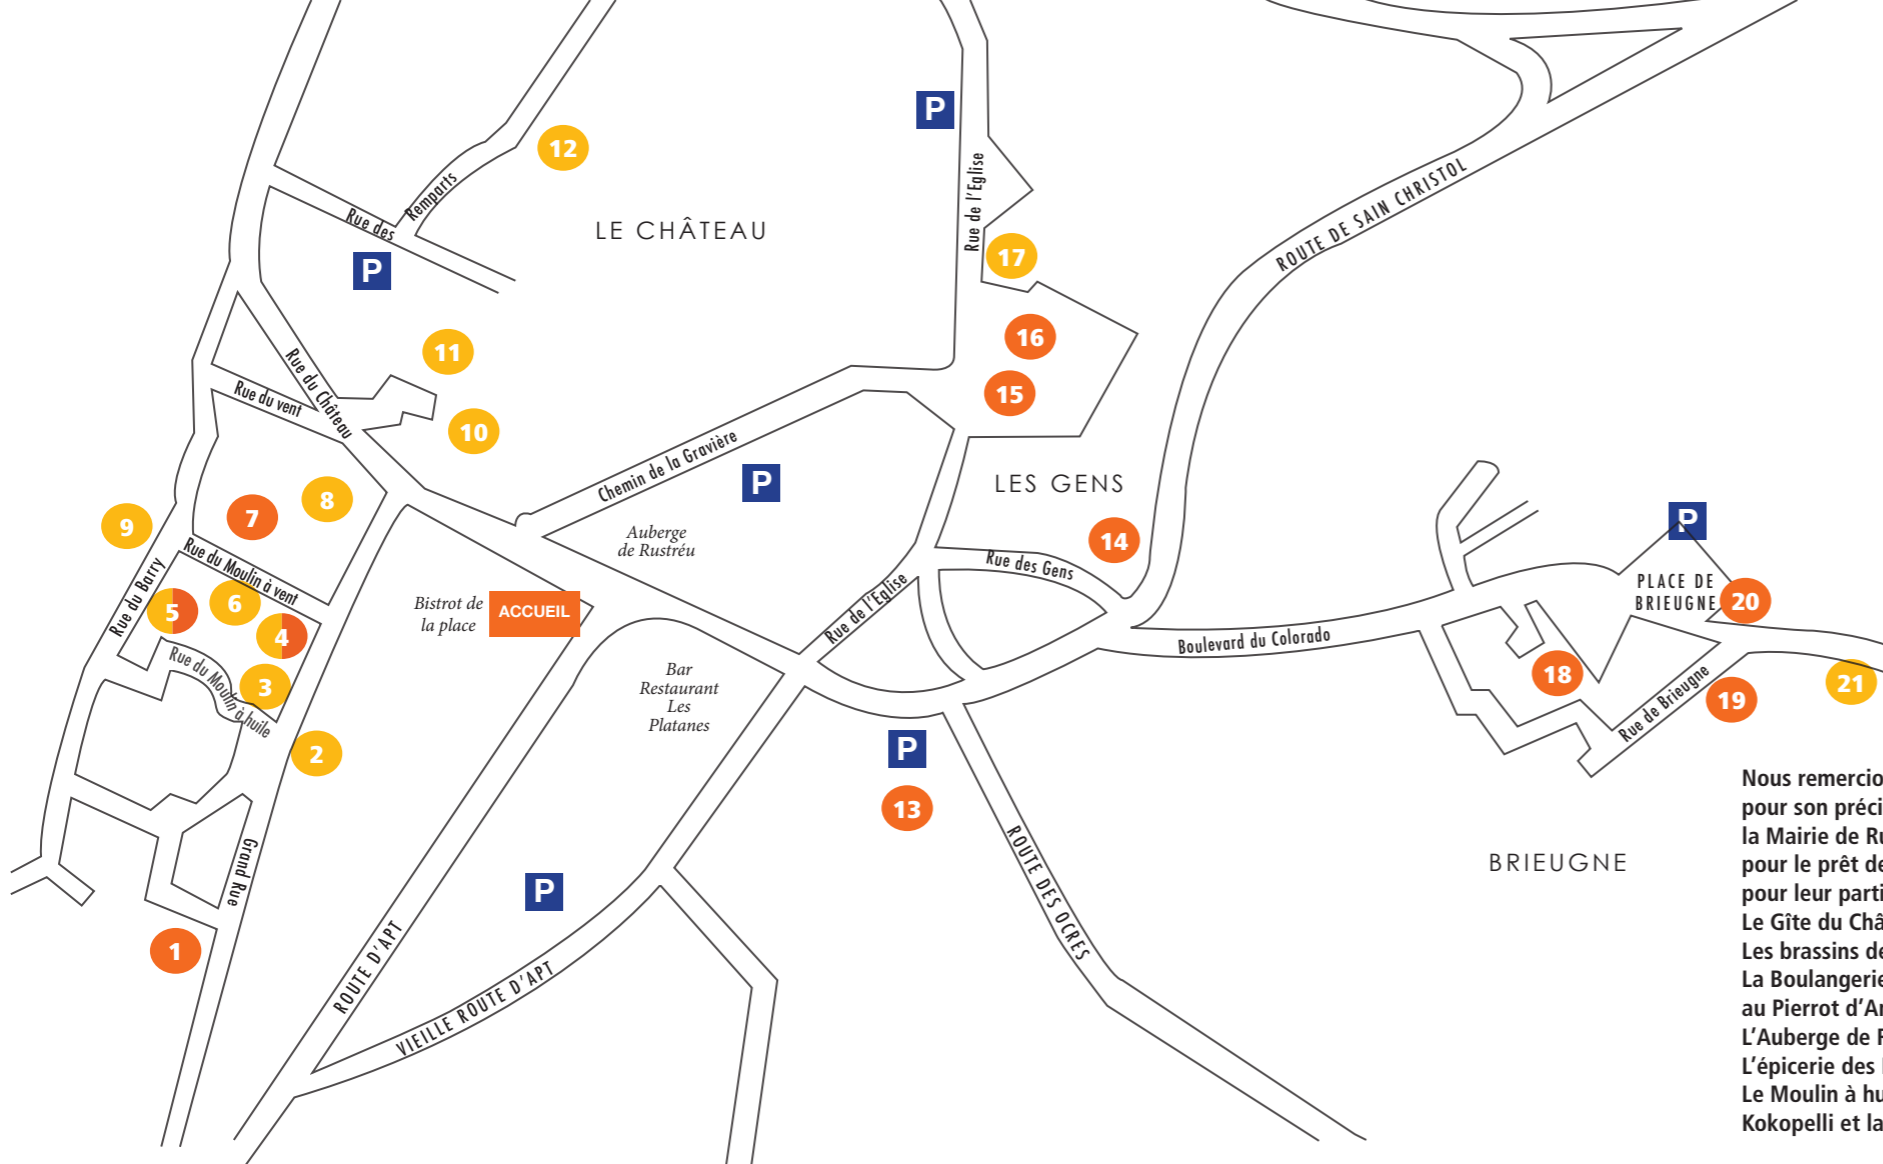 P
12
Rue de l'Eglise
Remparts
Rue des
LE CHÂTEAU
ROUTE DE SAIN CHRISTOL
17
P
11
16
Rue du Château
Rue du vent
15
10
Chemin de la Gravière
P
LES GENS
8
7
9
Auberge
de Rustréu
14
P
Rue du Moulin à vent
Rue des Gens
Rue du Barry
5
6
4
Bistrot de
la place
ACCUEIL
Rue de l'Eglise
Boulevard du Colorado
PLACE DE
BRIEUGNE
20
Rue du Moulin à huile
3
Bar
Restaurant
Les
Platanes
18
19
21
Rue de Brieugne
2
P
13
Grand Rue
P
ROUTE DES OCRES
BRIEUGNE
1
ROUTE D'APT
VIEILLE ROUTE D'APT
Nous remercio
pour son préci
la Mairie de Ru
pour le prêt de
pour leur parti
Le Gîte du Châ
Les brassins de
La Boulangerie
au Pierrot d'Ar
L'Auberge de R
L'épicerie des
Le Moulin à hu
Kokopelli et la